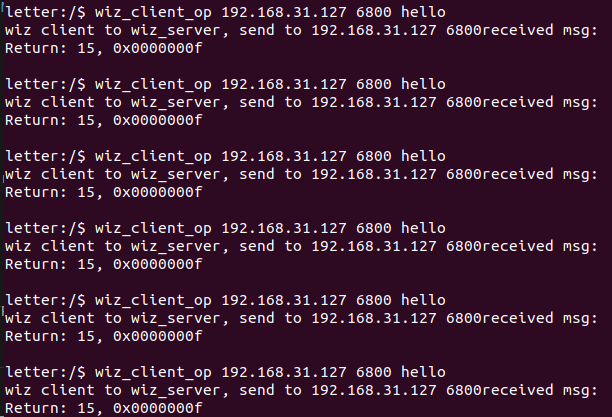 letter:/$ wiz_client_op 192.168.31.127 6800 hello
wiz client to wiz_server, send to 192.168.31.127 6800received msg:
Return: 15, 0x0000000f
letter:/$ wiz_client_op 192.168.31.127 6800 hello
wiz client to wiz_server, send to 192.168.31.127 6800received msg:
Return: 15, 0x0000000f
letter:/$ wiz_client_op 192.168.31.127 6800 hello
wiz client to wiz_server, send to 192.168.31.127 6800received msg:
Return: 15, 0x0000000f
letter:/$ wiz_client_op 192.168.31.127 6800 hello
wiz client to wiz_server, send to 192.168.31.127 6800received msg:
Return: 15, 0x0000000f
letter:/$ wiz_client_op 192.168.31.127 6800 hello
wiz client to wiz_server, send to 192.168.31.127 6800received msg:
Return: 15, 0x0000000f
letter:/$ wiz_client_op 192.168.31.127 6800 hello
wiz client to wiz_server, send to 192.168.31.127 6800received msg:
Return: 15, 0x0000000f